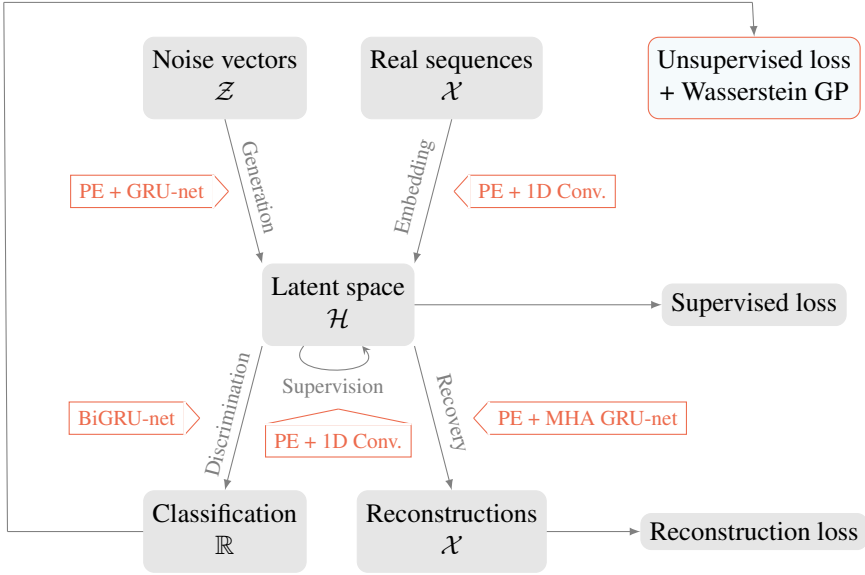 Noise vectors
𝒵
Real sequences
𝒳
Unsupervised loss
+ Wasserstein GP
Generation
Embedding
PE + GRU-net
PE + 1D Conv.
Latent space
ℋ
Supervised loss
Supervision
Discrimination
Recovery
BiGRU-net
PE + 1D Conv.
PE + MHA GRU-net
Classification
ℝ
Reconstructions
𝒳
Reconstruction loss